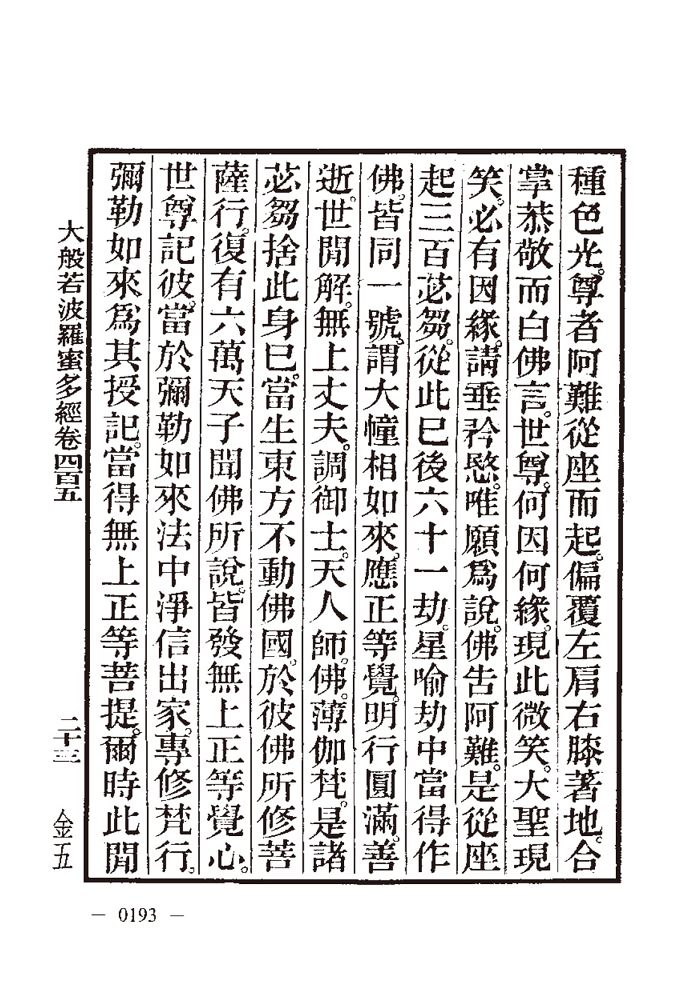 種色光。尊者阿難從座而起。偏覆左肩右膝著地。合
掌恭敬而白佛言。世尊。何因何緣。現此微笑。大聖現
笑。必有因緣。請垂矜愍。唯願爲說。佛告阿難。是從座
起三百苾芻。從此已後六十一劫。星喻劫中當得作
佛。皆同一號。謂大幢相如來。應正等覺。明行圓滿。善
逝。世閒解。無上丈夫。調御士。天人師。佛。薄伽梵。是諸
苾芻捨此身已。當生東方不動佛國。於彼佛所修菩
薩行。復有六萬天子聞佛所說。皆發無上正等覺心。
世尊記彼。當於彌勒如來法中淨信出家。專修梵行。
彌勒如來爲其授記。當得無上正等菩提。爾時此閒
大般若波羅蜜多經卷四百五
二十三
金五
— 0193 —